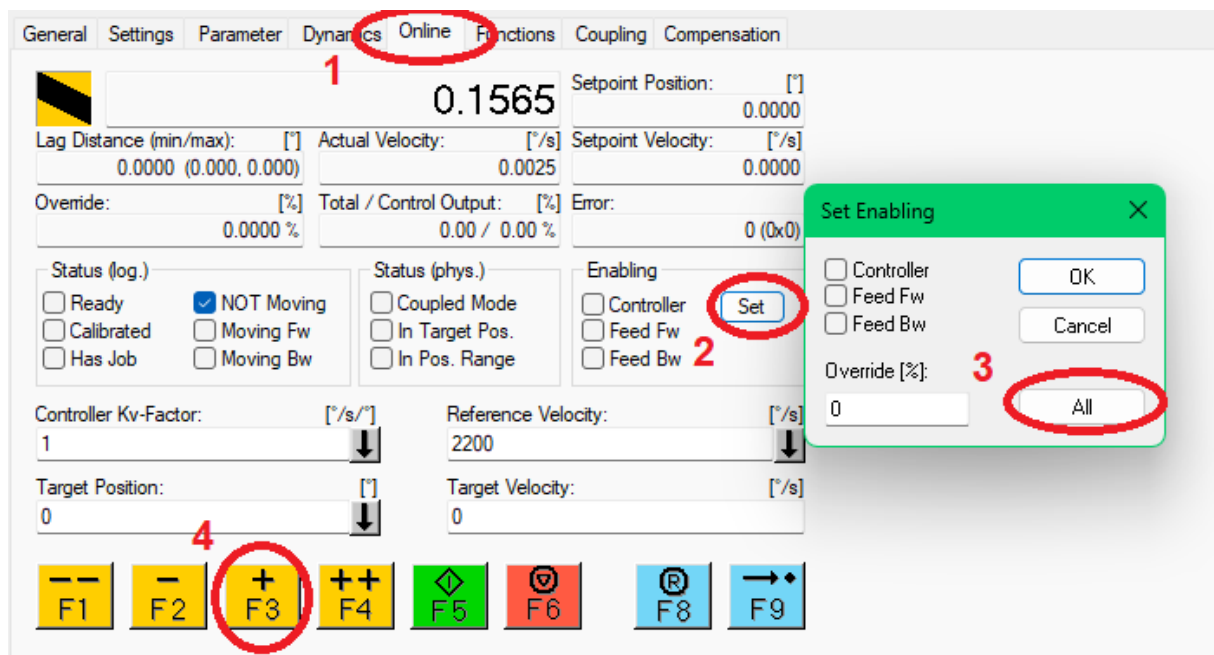 General Settings Parameter Dynamics Online Functions Coupling Compensation
1
0.1565
Setpoint Position: [°]
0.0000
Lag Distance (min/max): [°] Actual Velocity: [°/s] Setpoint Velocity: [°/s]
0.0000 (0.000, 0.000) 0.0025 0.0000
Override: [%] Total / Control Output: [%] Error:
0.0000 % 0.00 / 0.00 % 0 (0x0)
Status (log.) Status (phys.) Enabling
Ready NOT Moving Coupled Mode Controller Set
Calibrated Moving Fw In Target Pos. Feed Fw
Has Job Moving Bw In Pos. Range Feed Bw 2
Controller Kv-Factor: [°/s/°] Reference Velocity: [°/s]
1 2200
Target Position: [°] Target Velocity: [°/s]
0 0
4
−− − + ++ R
F1 F2 F3 F4 F5 F6 F8 F9
Set Enabling
Controller OK
Feed Fw
Feed Bw Cancel
Override [%]: 3
0 All